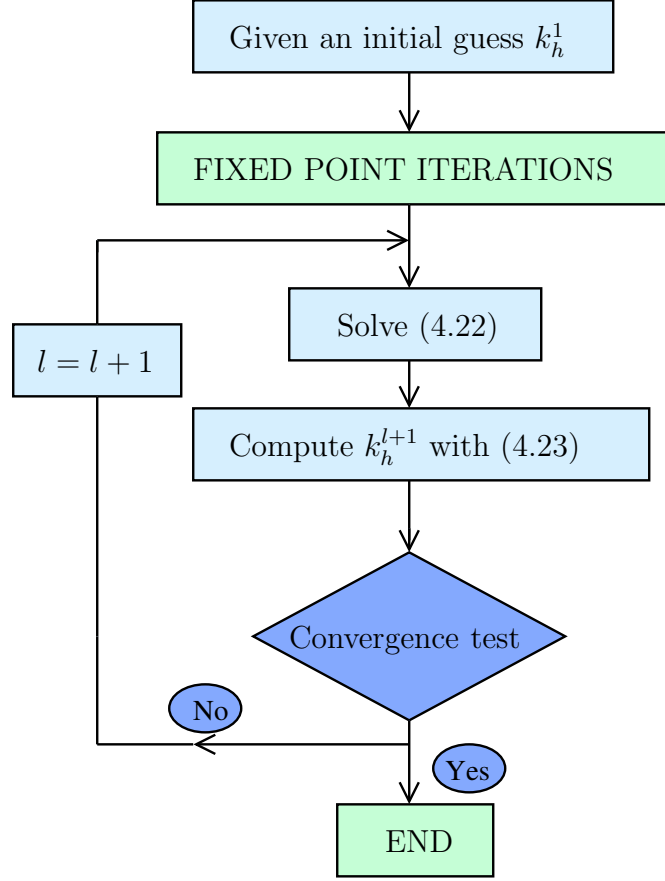 Given an initial guess $k_h^1$
FIXED POINT ITERATIONS
Solve (4.22)
$l = l + 1$
Compute $k_h^{l+1}$ with (4.23)
Convergence test
No
Yes
END